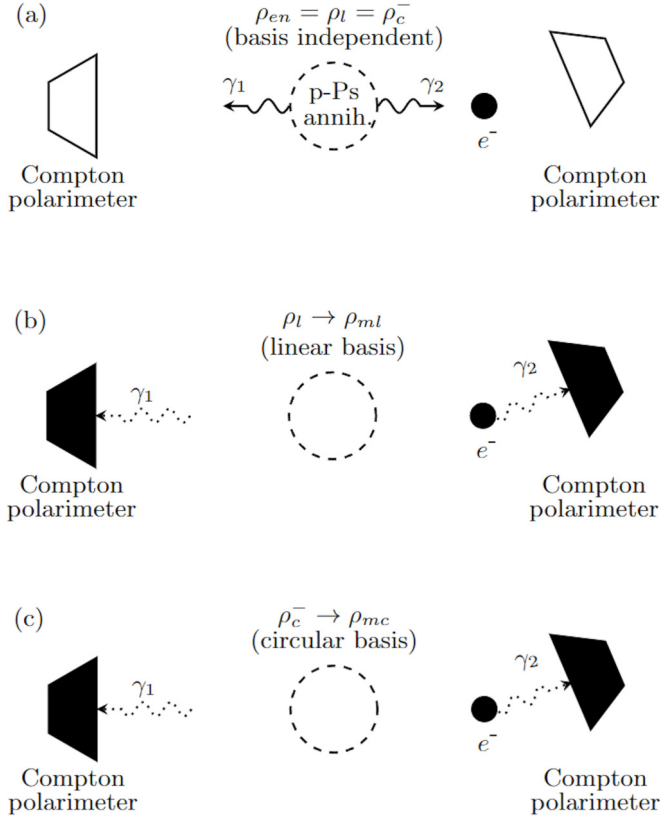 (a)
ρ_en = ρ_l = ρ_c^-
(basis independent)
γ1
p-Ps
annih.
γ2
e-
Compton
polarimeter
Compton
polarimeter
(b)
ρ_l → ρ_ml
(linear basis)
γ1
γ2
e-
Compton
polarimeter
Compton
polarimeter
(c)
ρ_c^- → ρ_mc
(circular basis)
γ1
γ2
e-
Compton
polarimeter
Compton
polarimeter